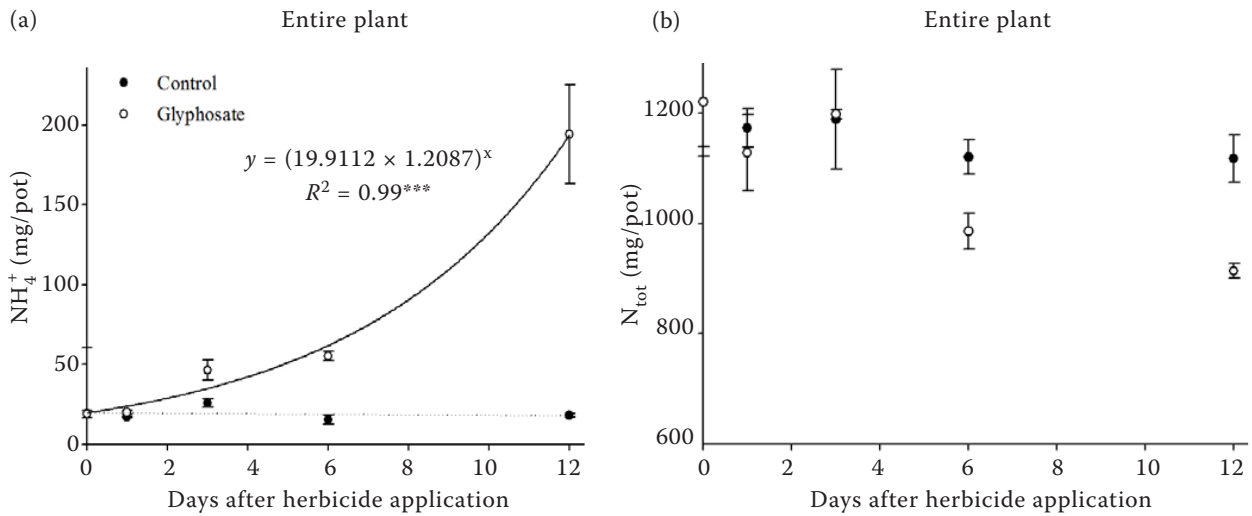 (a)
Entire plant
Control
Glyphosate
y = (19.9112 × 1.2087)ˣ
R² = 0.99***
NH₄⁺ (mg/pot)
200
150
100
50
0
0 2 4 6 8 10 12
Days after herbicide application
(b)
Entire plant
N_tot (mg/pot)
1200
1000
800
600
0 2 4 6 8 10 12
Days after herbicide application